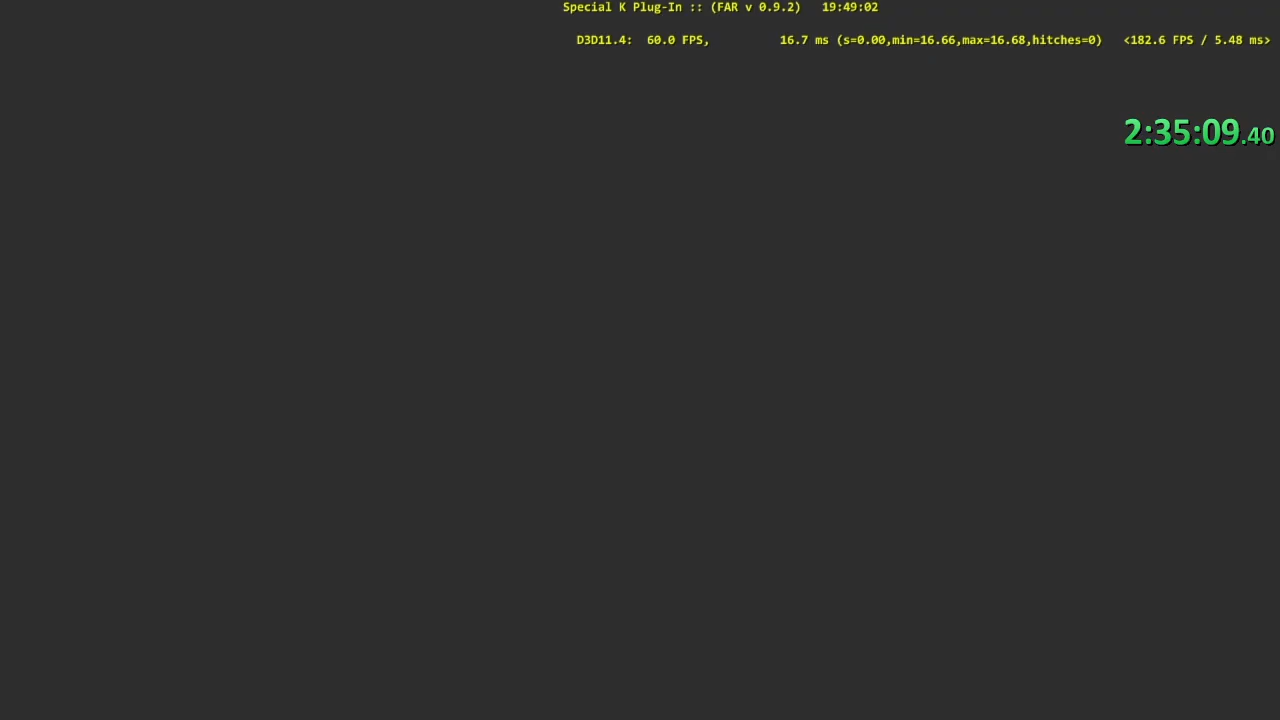 Special K Plug-In :: (FAR v 0.9.2)   19:49:02
D3D11.4:  60.0 FPS,          16.7 ms (s=0.00,min=16.66,max=16.68,hitches=0)   <182.6 FPS / 5.48 ms>
2:35:09.40